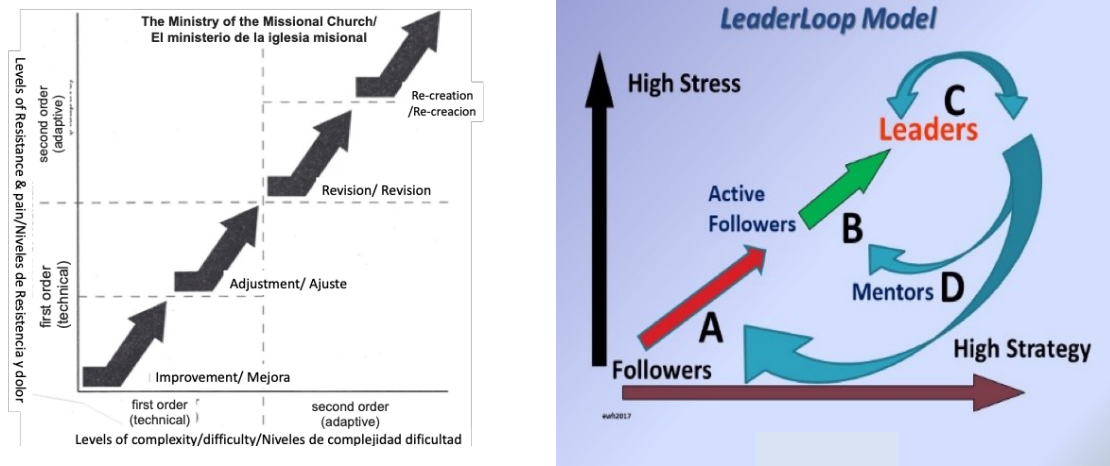 The Ministry of the Missional Church/
El ministerio de la iglesia misional
Levels of Resistance & pain/Niveles de Resistencia y dolor
second order
(adaptive)
first order
(technical)
Re-creation
/Re-creacion
Revision/ Revision
Adjustment/ Ajuste
Improvement/ Mejora
first order
(technical)
second order
(adaptive)
Levels of complexity/difficulty/Niveles de complejidad dificultad
LeaderLoop Model
High Stress
C
Leaders
Active
Followers
B
Mentors D
A
High Strategy
Followers
ewh2017